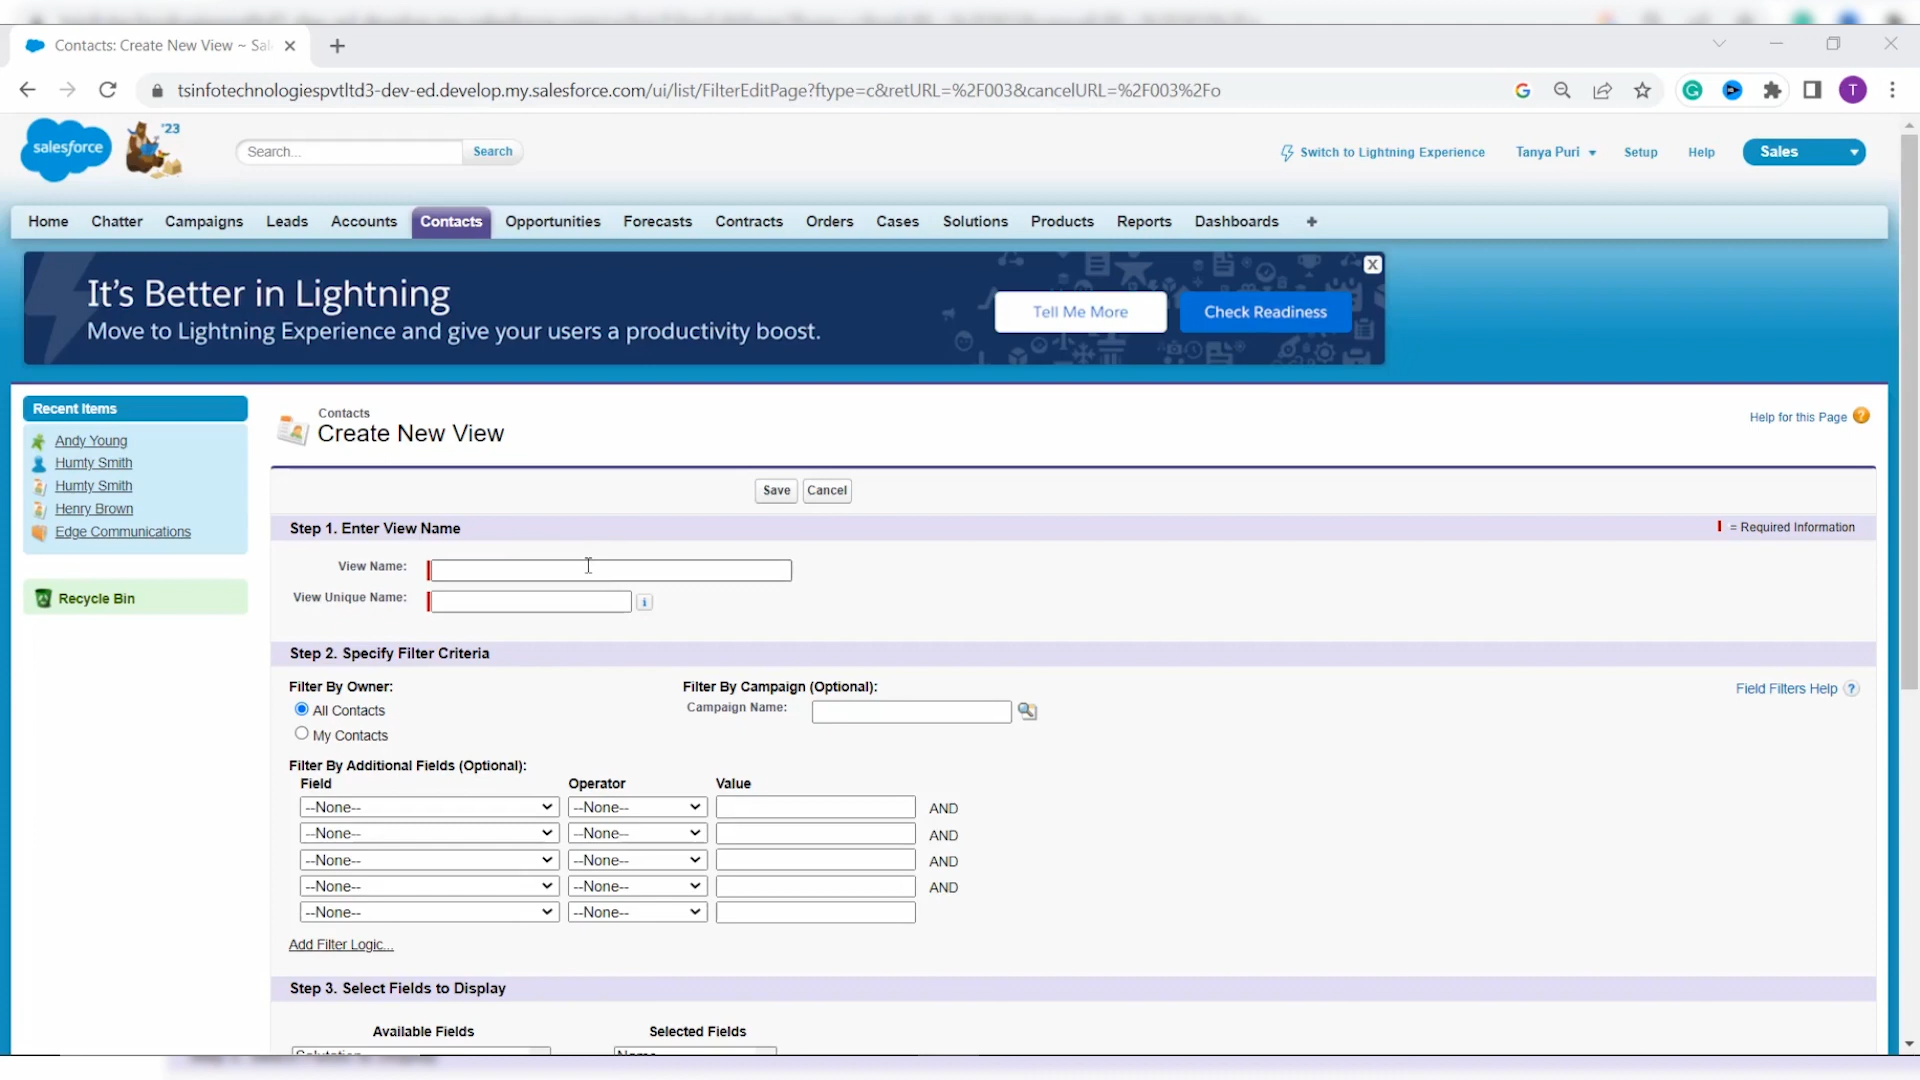 Contacts: Create New View ~ Sal
tsinfotechnologiespvtltd3-dev-ed.develop.my.salesforce.com/ui/list/FilterEditPage?ftype=c&retURL=%2F003&cancelURL=%2F003%2Fo
T
salesforce
'23
Search...
Search
Switch to Lightning Experience
Tanya Puri
Setup
Help
Sales
Home Chatter Campaigns Leads Accounts Contacts Opportunities Forecasts Contracts Orders Cases Solutions Products Reports Dashboards +
It's Better in Lightning
Move to Lightning Experience and give your users a productivity boost.
Tell Me More
Check Readiness
X
Recent Items
Andy Young
Humty Smith
Humty Smith
Henry Brown
Edge Communications
Recycle Bin
Contacts
Create New View
Help for this Page ?
Save Cancel
Step 1. Enter View Name
= Required Information
View Name:
View Unique Name:
i
Step 2. Specify Filter Criteria
Filter By Owner:
All Contacts
My Contacts
Filter By Campaign (Optional):
Campaign Name:
Field Filters Help ?
Filter By Additional Fields (Optional):
Field Operator Value
--None-- --None-- AND
--None-- --None-- AND
--None-- --None-- AND
--None-- --None-- AND
--None-- --None--
Add Filter Logic...
Step 3. Select Fields to Display
Available Fields Selected Fields
Salutation Name